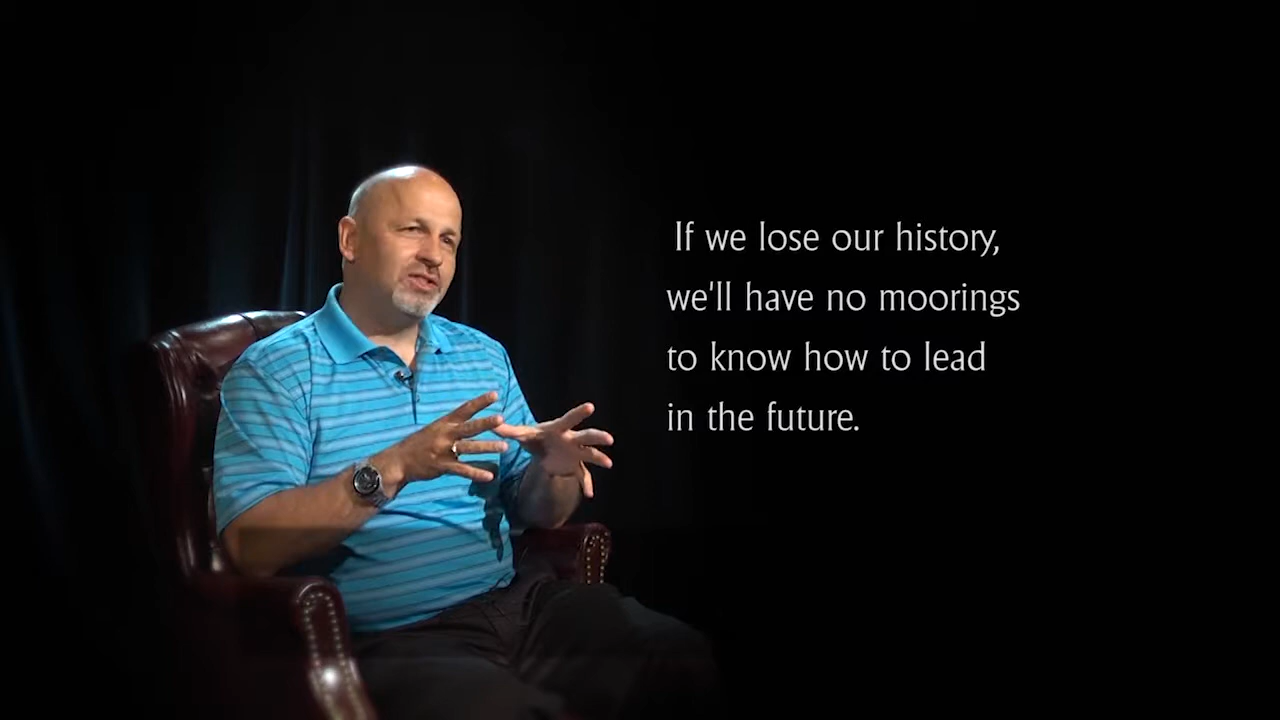 If we lose our history,
we'll have no moorings
to know how to lead
in the future.